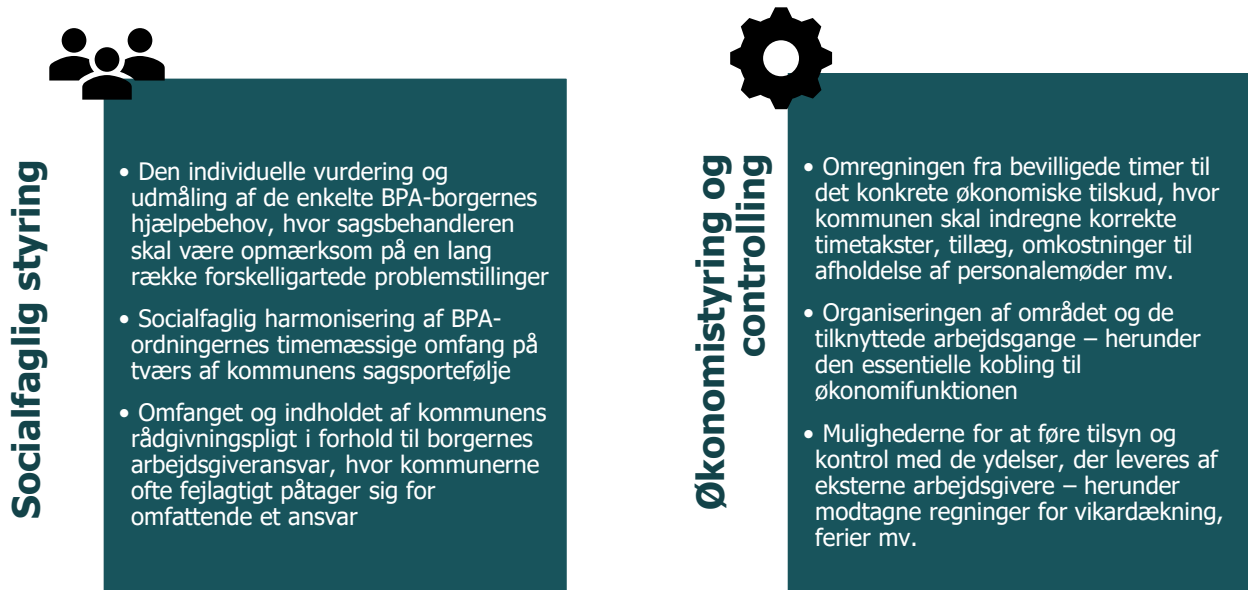 Socialfaglig styring
• Den individuelle vurdering og
udmåling af de enkelte BPA-borgernes
hjælpebehov, hvor sagsbehandleren
skal være opmærksom på en lang
række forskelligartede problemstillinger
• Socialfaglig harmonisering af BPA-
ordningernes timemæssige omfang på
tværs af kommunens sagsportefølje
• Omfanget og indholdet af kommunens
rådgivningspligt i forhold til borgernes
arbejdsgiveransvar, hvor kommunerne
ofte fejlagtigt påtager sig for
omfattende et ansvar
Økonomistyring og
controlling
• Omregningen fra bevilligede timer til
det konkrete økonomiske tilskud, hvor
kommunen skal indregne korrekte
timetakster, tillæg, omkostninger til
afholdelse af personalemøder mv.
• Organiseringen af området og de
tilknyttede arbejdsgange – herunder
den essentielle kobling til
økonomifunktionen
• Mulighederne for at føre tilsyn og
kontrol med de ydelser, der leveres af
eksterne arbejdsgivere – herunder
modtagne regninger for vikardækning,
ferier mv.